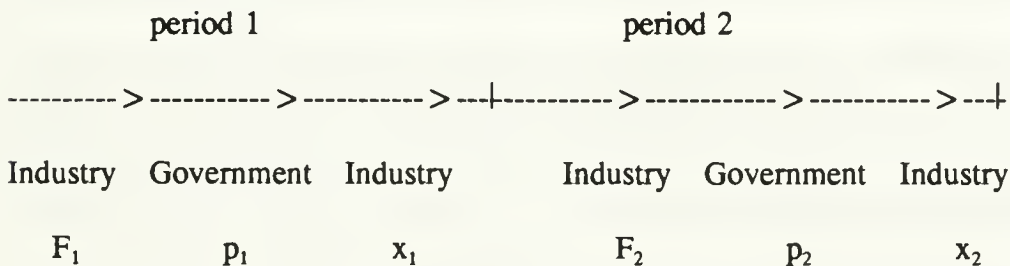 period 1 period 2
------------>-------------->-------------->---+------------->--------------->-------------->---+
Industry Government Industry Industry Government Industry
F₁ p₁ x₁ F₂ p₂ x₂